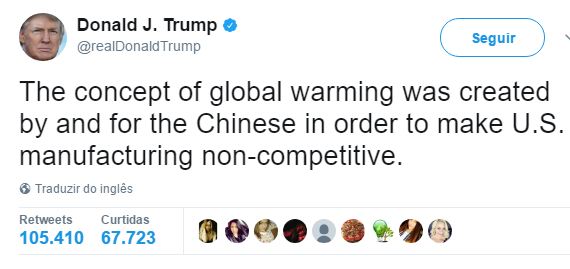 Donald J. Trump
@realDonaldTrump
Seguir
The concept of global warming was created
by and for the Chinese in order to make U.S.
manufacturing non-competitive.
Traduzir do inglês
Retweets Curtidas
105.410 67.723